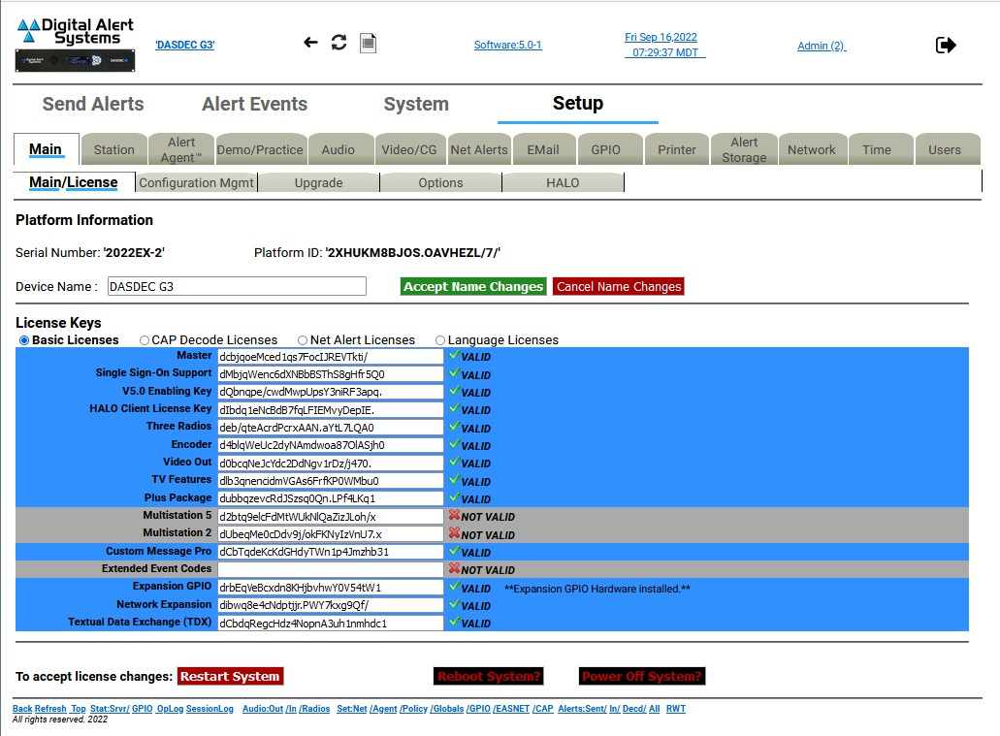 Digital Alert Systems
'DASDEC G3'
Software:5.0-1
Fri Sep 16,2022
07:29:37 MDT
Admin (2)
Send Alerts Alert Events System Setup
Main Station Alert Agent™ Demo/Practice Audio Video/CG Net Alerts EMail GPIO Printer Alert Storage Network Time Users
Main/License Configuration Mgmt Upgrade Options HALO
Platform Information
Serial Number: '2022EX-2' Platform ID: '2XHUKM8BJOS.OAVHEZL/7/'
Device Name : DASDEC G3 Accept Name Changes Cancel Name Changes
License Keys
Basic Licenses CAP Decode Licenses Net Alert Licenses Language Licenses
Master dcbjqoeMced1qs7FocIJREVTkti/ VALID
Single Sign-On Support dMbjqWenc6dXNBbBSThS8gHfr5Q0 VALID
V5.0 Enabling Key dQbnqpe/cwdMwpUpsY3niRF3apq. VALID
HALO Client License Key dIbdq1eNcBdB7fqLFIEMvyDepIE. VALID
Three Radios deb/qteAcrdPcrxAAN.aYtL7LQA0 VALID
Encoder d4blqWeUc2dyNAmdwoa87OlASjh0 VALID
Video Out d0bcqNeJcYdc2DdNgv1rDz/j470. VALID
TV Features dlb3qnencidmVGAs6FrfKP0WMbu0 VALID
Plus Package dubbqzevcRdJSzsq0Qn.LPf4LKq1 VALID
Multistation 5 d2btq9elcFdMtWUkNlQaZizJLoh/x NOT VALID
Multistation 2 dUbeqMe0cDdv9j/okFKNyIzVnU7.x NOT VALID
Custom Message Pro dCbTqdeKcKdGHdyTWn1p4Jmzhb31 VALID
Extended Event Codes NOT VALID
Expansion GPIO drbEqVeBcxdn8KHjbvhwY0V54tW1 VALID **Expansion GPIO Hardware installed.**
Network Expansion dibwq8e4cNdptjjr.PWY7kxg9Qf/ VALID
Textual Data Exchange (TDX) dCbdqRegcHdz4NopnA3uh1nmhdc1 VALID
To accept license changes: Restart System Reboot System? Power Off System?
Back Refresh Top Stat:Srvr/ GPIO OpLog SessionLog Audio:Out /In /Radios Set:Net /Agent /Policy /Globals /GPIO /EASNET /CAP Alerts:Sent/ In/ Decd/ All RWT
All rights reserved. 2022